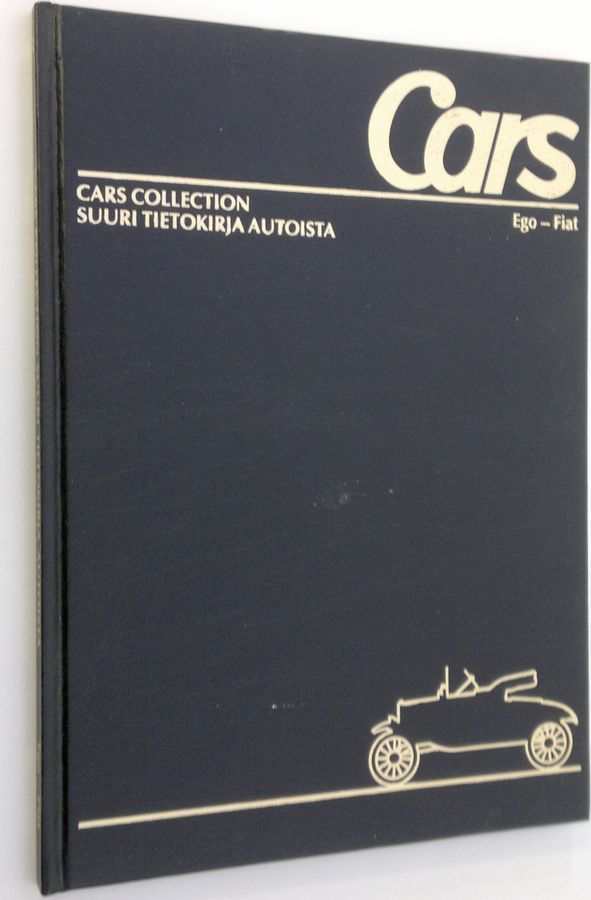 Cars
CARS COLLECTION
SUURI TIETOKIRJA AUTOISTA
Ego – Fiat